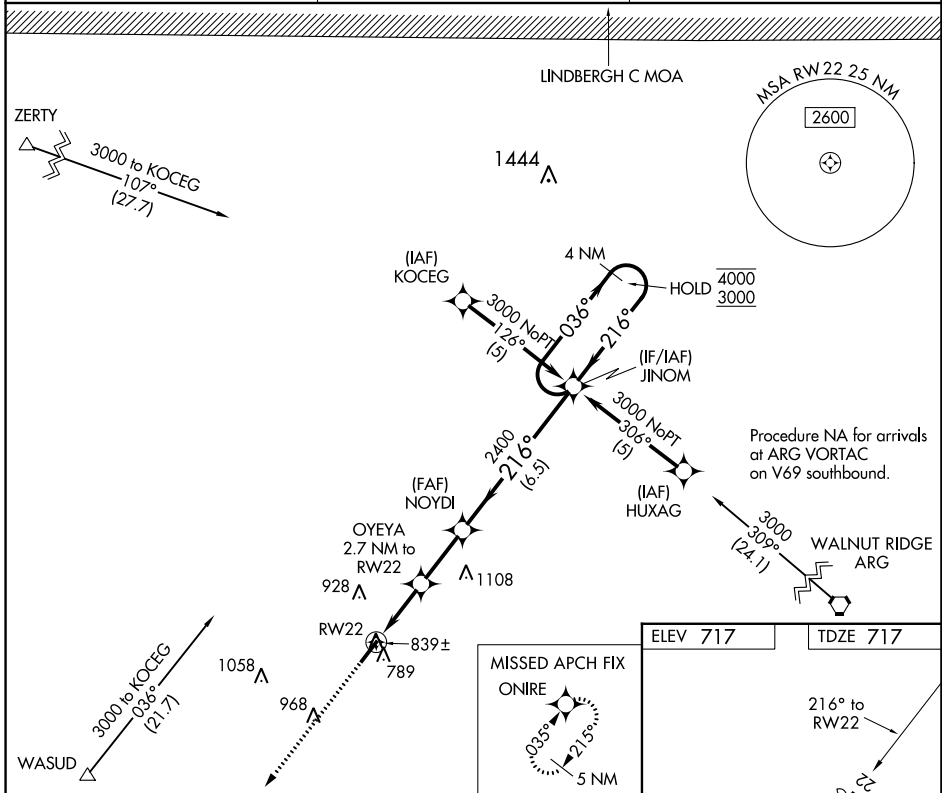 LINDBERGH C MOA
MSA RW22 25 NM
2600
ZERTY
3000 to KOCEG
107°
(27.7)
1444
(IAF)
KOCEG
3000 NoPT
126°
(5)
4 NM
HOLD
4000
3000
036°
216°
(IF/IAF)
JINOM
3000 NoPT
306°
(5)
(IAF)
HUXAG
Procedure NA for arrivals
at ARG VORTAC
on V69 southbound.
2400
216°
(6.5)
(FAF)
NOYDI
OYEYA
2.7 NM to
RW22
928
1108
3000
309°
(24.1)
WALNUT RIDGE
ARG
RW22
839±
789
1058
968
3000 to KOCEG
036°
(21.7)
WASUD
MISSED APCH FIX
ONIRE
035°
215°
5 NM
ELEV 717
TDZE 717
216° to
RW22
22